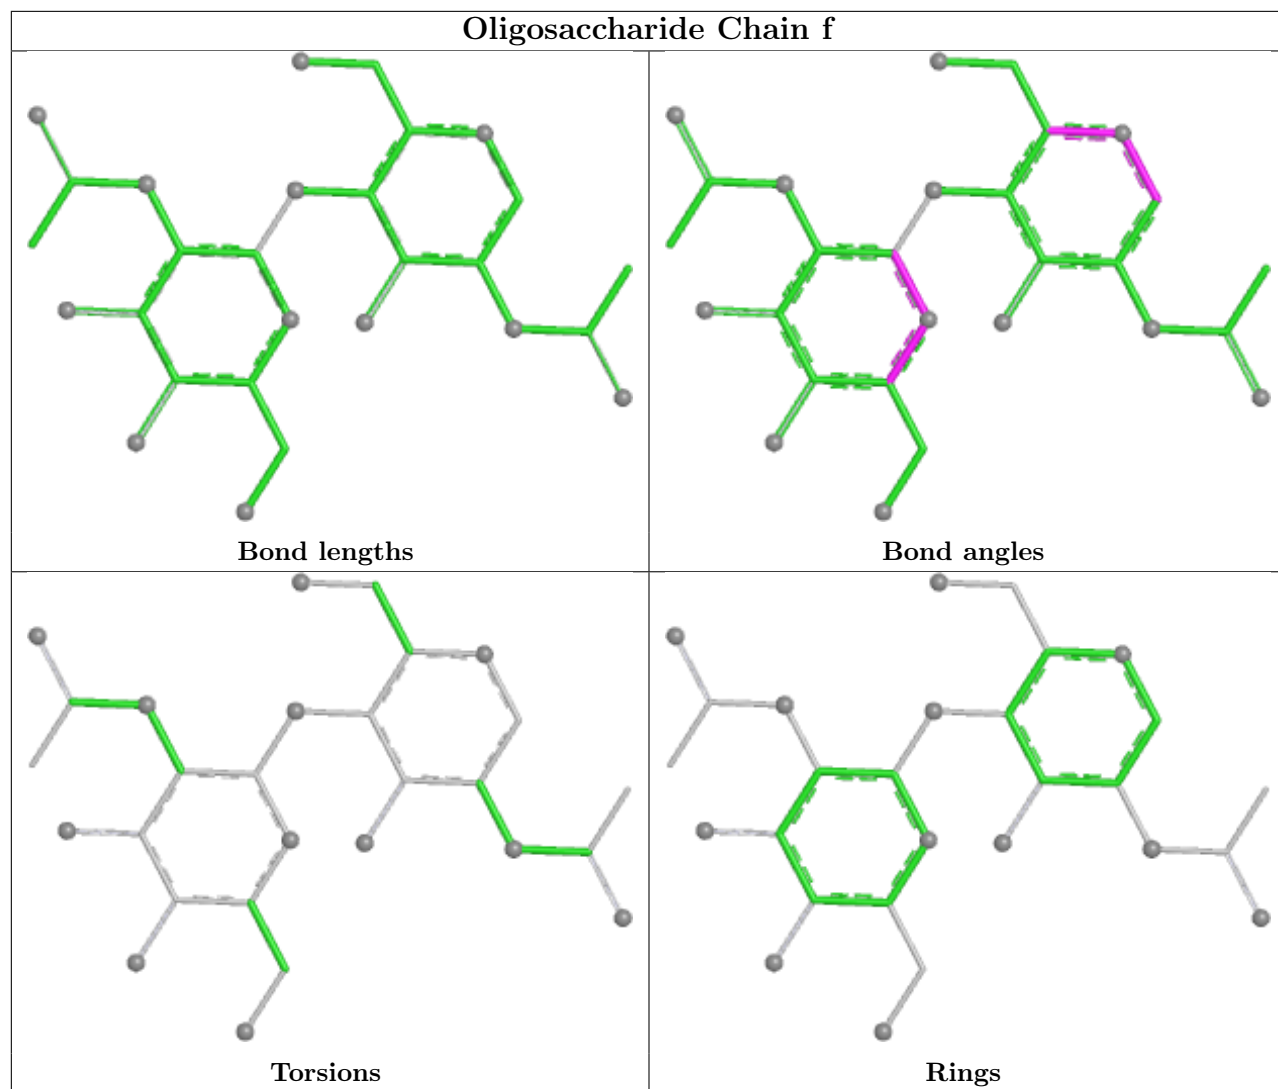 Oligosaccharide Chain f
Bond lengths
Bond angles
Torsions
Rings